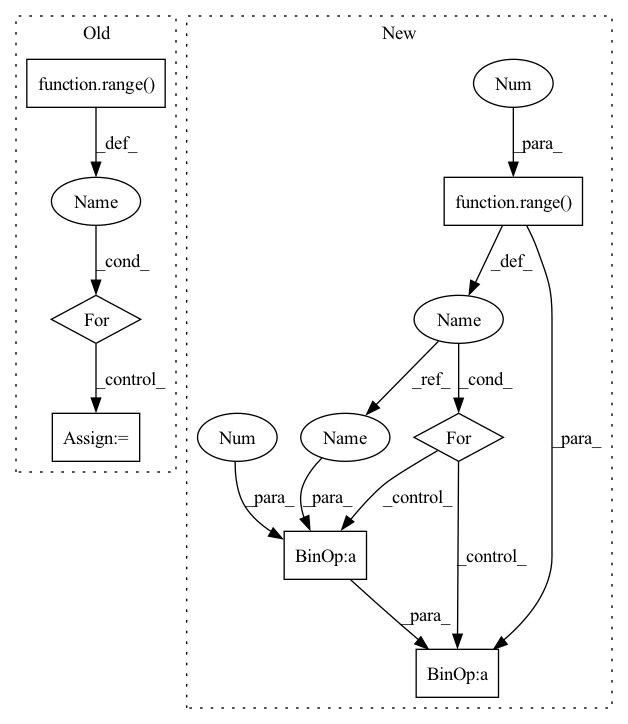 Old
New
function.range()
Num
_def_
_para_
Name
function.range()
_cond_
_def_
For
Name
_control_
_ref_
_cond_
_para_
Assign:=
Num
Name
For
_para_
_para_
_control_
BinOp:a
_control_
_para_
BinOp:a